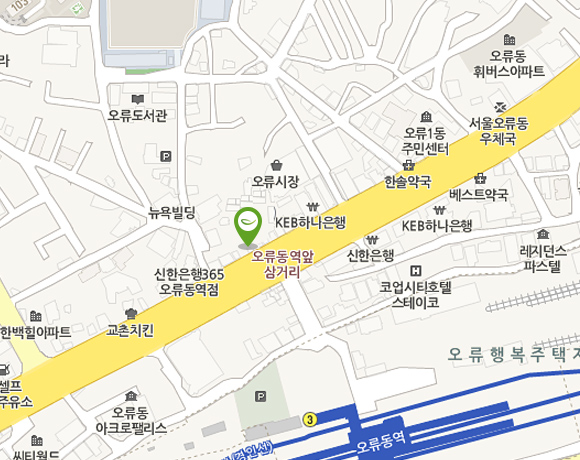 103
라
오류동
휘버스아파트
오류도서관
P
오류1동
주민센터
서울오류동
우체국
오류시장
한솔약국
베스트약국
뉴욕빌딩
KEB하나은행
KEB하나은행
오류동역앞
삼거리
신한은행
레지던스
파스텔
신한은행365
오류동역점
H
코업시티호텔
스테이코
한백힐아파트
교촌치킨
오류행복주택지
셀프
주유소
오류동
아크로팰리스
P
3
오류동역
씨티월드
(경인선)